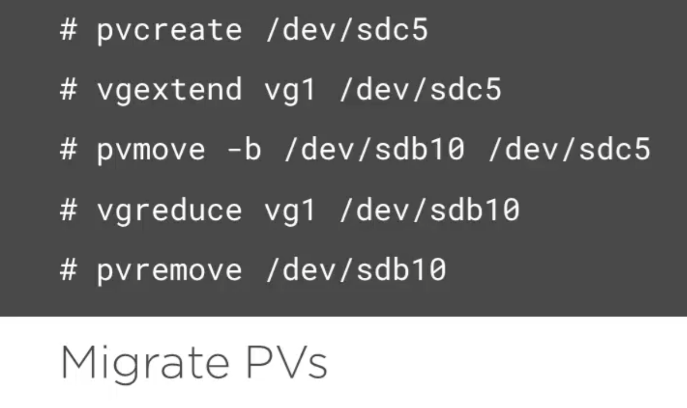 # pvcreate /dev/sdc5
# vgextend vg1 /dev/sdc5
# pvmove -b /dev/sdb10 /dev/sdc5
# vgreduce vg1 /dev/sdb10
# pvremove /dev/sdb10
Migrate PVs